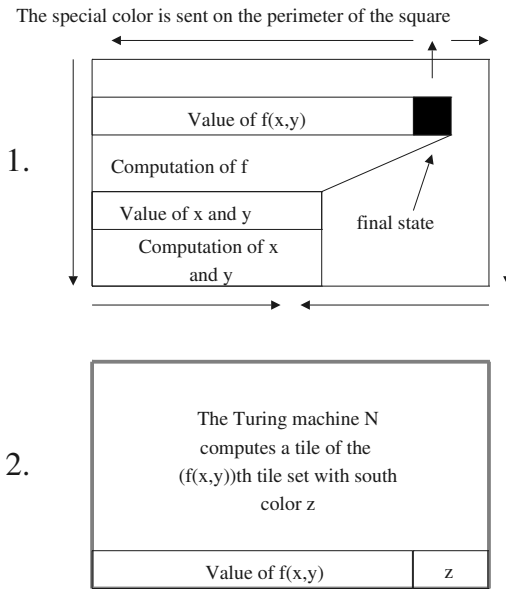 The special color is sent on the perimeter of the square
1.
Value of f(x,y)
Computation of f
Value of x and y
final state
Computation of x
and y
2.
The Turing machine N
computes a tile of the
(f(x,y))th tile set with south
color z
Value of f(x,y)
z